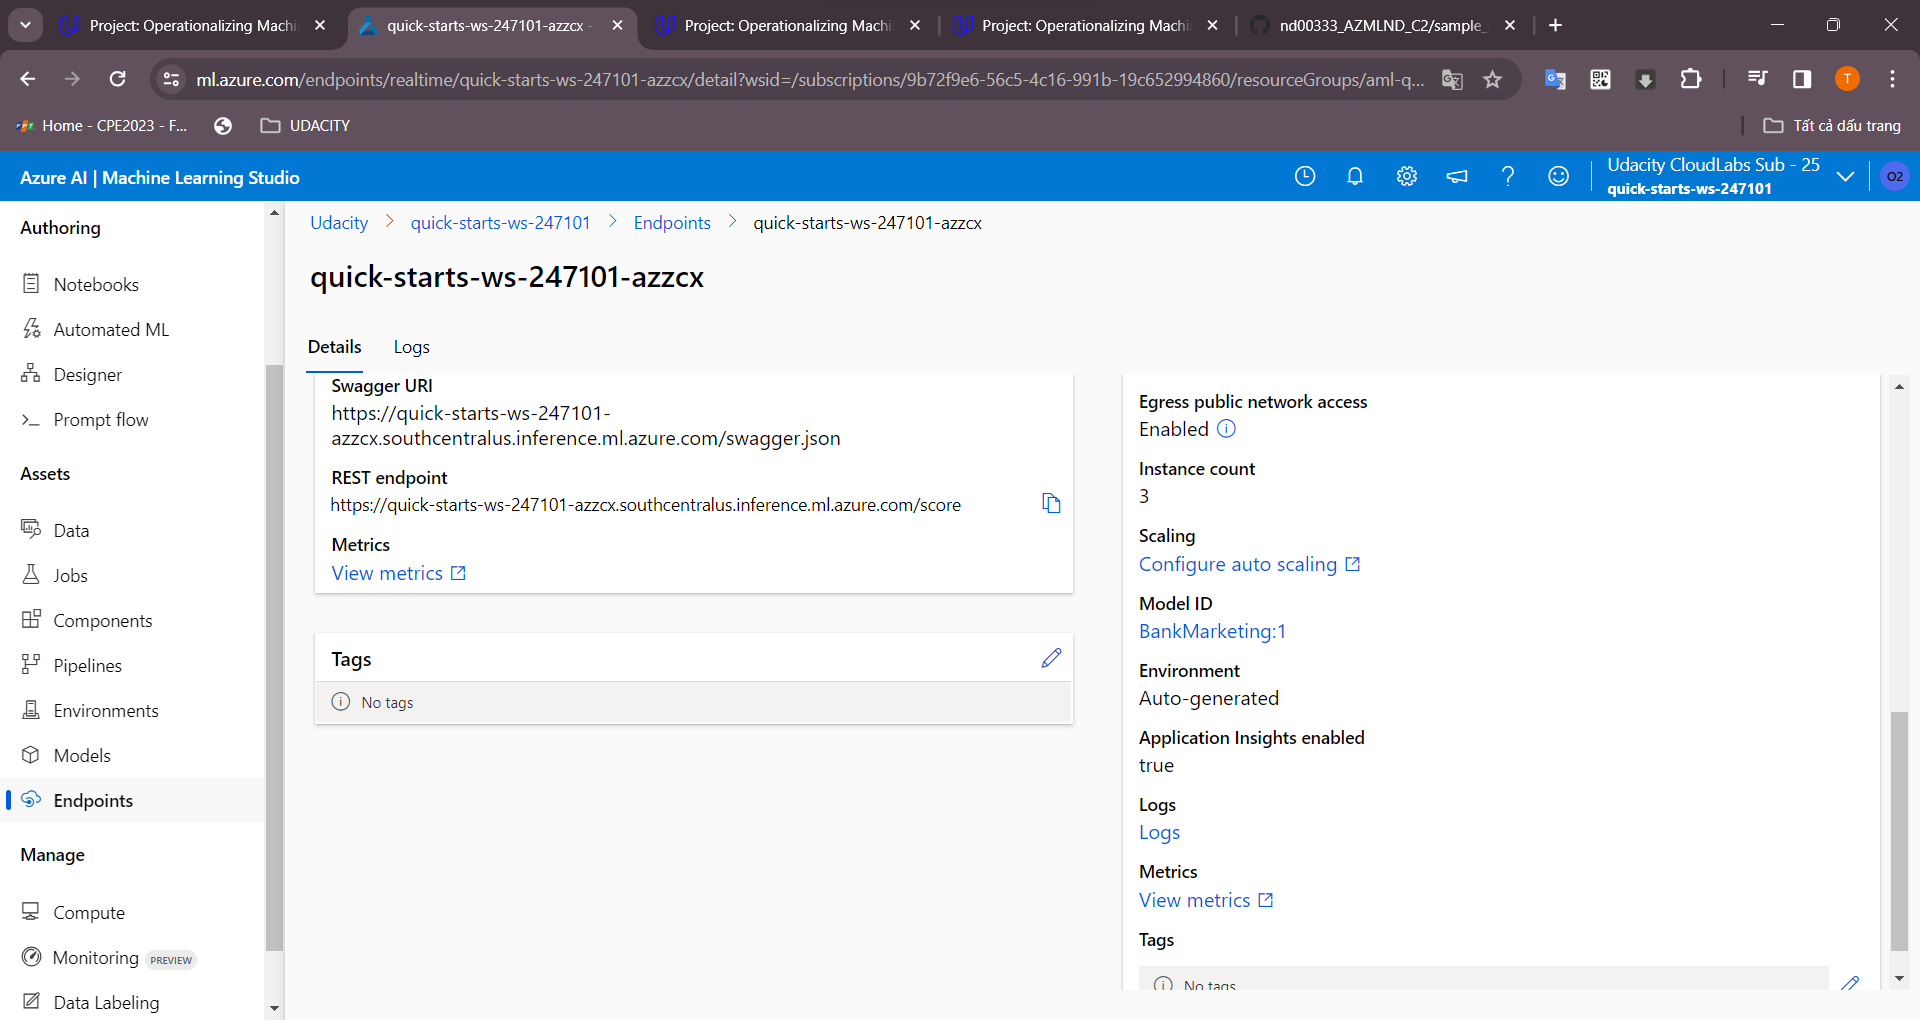 Project: Operationalizing Machi
quick-starts-ws-247101-azzcx -
Project: Operationalizing Machi
Project: Operationalizing Machi
nd00333_AZMLND_C2/sample_
ml.azure.com/endpoints/realtime/quick-starts-ws-247101-azzcx/detail?wsid=/subscriptions/9b72f9e6-56c5-4c16-991b-19c652994860/resourceGroups/aml-q...
T
Home - CPE2023 - F...
UDACITY
Tất cả dấu trang
Azure AI | Machine Learning Studio
Udacity CloudLabs Sub - 25
quick-starts-ws-247101
O2
Authoring
Notebooks
Automated ML
Designer
Prompt flow
Assets
Data
Jobs
Components
Pipelines
Environments
Models
Endpoints
Manage
Compute
Monitoring PREVIEW
Data Labeling
Udacity > quick-starts-ws-247101 > Endpoints > quick-starts-ws-247101-azzcx
quick-starts-ws-247101-azzcx
Details Logs
Swagger URI
https://quick-starts-ws-247101-
azzcx.southcentralus.inference.ml.azure.com/swagger.json
REST endpoint
https://quick-starts-ws-247101-azzcx.southcentralus.inference.ml.azure.com/score
Metrics
View metrics
Tags
No tags
Egress public network access
Enabled
Instance count
3
Scaling
Configure auto scaling
Model ID
BankMarketing:1
Environment
Auto-generated
Application Insights enabled
true
Logs
Logs
Metrics
View metrics
Tags
No tags